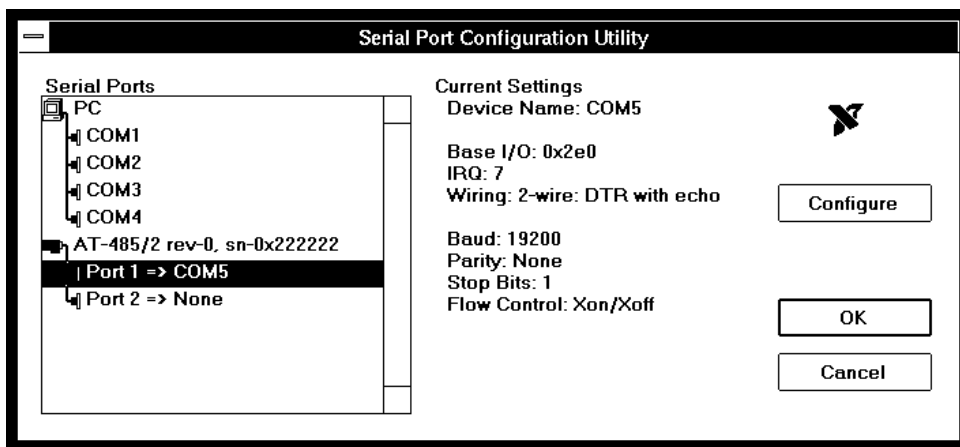 Serial Port Configuration Utility
Serial Ports
PC
COM1
COM2
COM3
COM4
AT-485/2 rev-0, sn-0x222222
Port 1 => COM5
Port 2 => None
Current Settings
Device Name: COM5
Base I/O: 0x2e0
IRQ: 7
Wiring: 2-wire: DTR with echo
Baud: 19200
Parity: None
Stop Bits: 1
Flow Control: Xon/Xoff
Configure
OK
Cancel